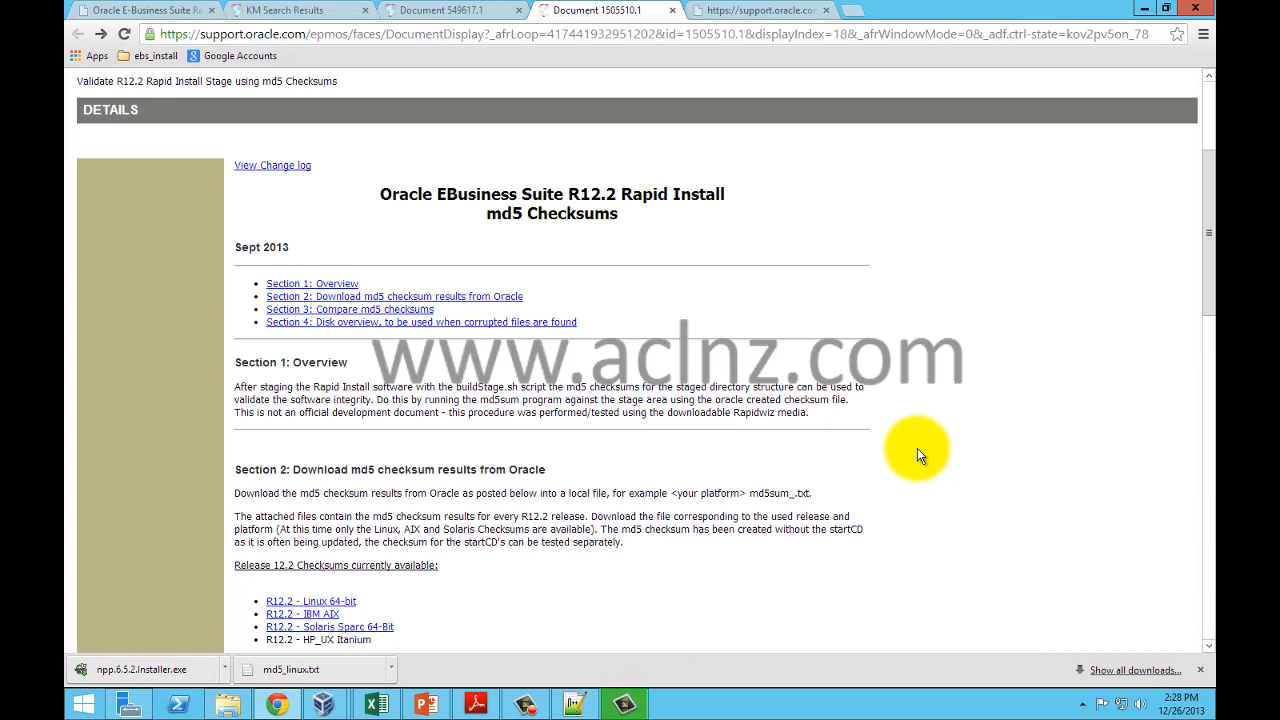 Oracle E-Business Suite Re
KM Search Results
Document 549617.1
Document 1505510.1
https://support.oracle.co
https://support.oracle.com/epmos/faces/DocumentDisplay?_afrLoop=417441932951202&id=1505510.1&displayIndex=18&_afrWindowMode=0&_adf.ctrl-state=kov2pv5on_78
Apps
ebs_install
Google Accounts
Validate R12.2 Rapid Install Stage using md5 Checksums
DETAILS
View Change log
Oracle EBusiness Suite R12.2 Rapid Install
md5 Checksums
Sept 2013
• Section 1: Overview
• Section 2: Download md5 checksum results from Oracle
• Section 3: Compare md5 checksums
• Section 4: Disk overview, to be used when corrupted files are found
www.aclnz.com
Section 1: Overview
After staging the Rapid Install software with the buildStage.sh script the md5 checksums for the staged directory structure can be used to
validate the software integrity. Do this by running the md5sum program against the stage area using the oracle created checksum file.
This is not an official development document - this procedure was performed/tested using the downloadable Rapidwiz media.
Section 2: Download md5 checksum results from Oracle
Download the md5 checksum results from Oracle as posted below into a local file, for example <your platform> md5sum_.txt.
The attached files contain the md5 checksum results for every R12.2 release. Download the file corresponding to the used release and
platform (At this time only the Linux, AIX and Solaris Checksums are available). The md5 checksum has been created without the startCD
as it is often being updated, the checksum for the startCD's can be tested separately.
Release 12.2 Checksums currently available:
• R12.2 - Linux 64-bit
• R12.2 - IBM AIX
• R12.2 - Solaris Sparc 64-Bit
• R12.2 - HP_UX Itanium
npp.6.5.2.Installer.exe
md5_linux.txt
Show all downloads...
2:28 PM
12/26/2013